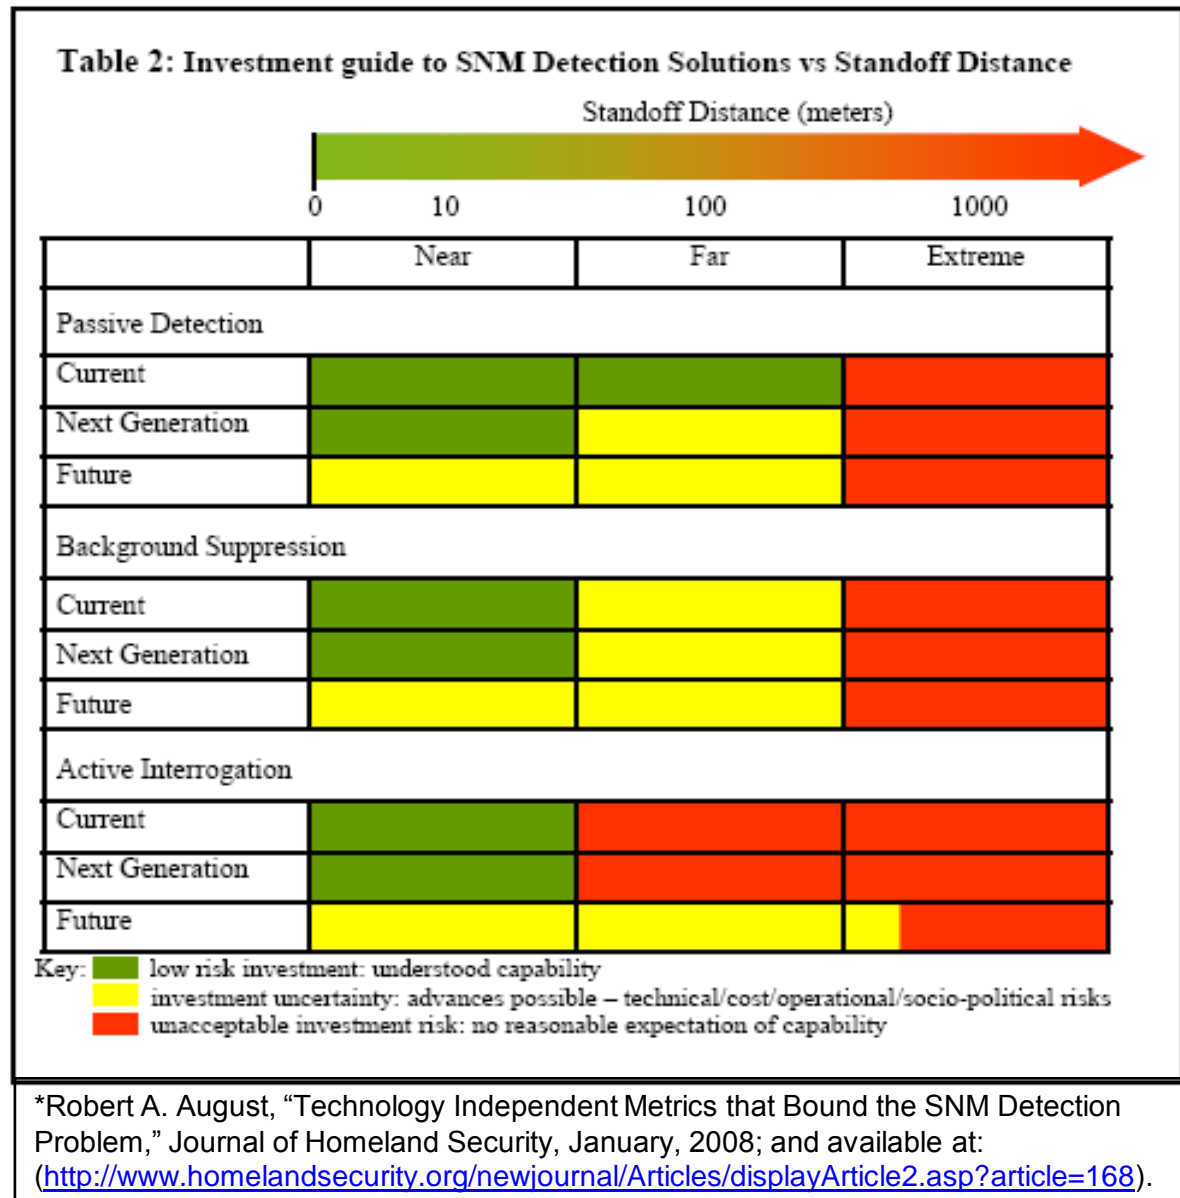 Table 2: Investment guide to SNM Detection Solutions vs Standoff Distance
Standoff Distance (meters)
0 10 100 1000
Near Far Extreme
Passive Detection
Current
Next Generation
Future
Background Suppression
Current
Next Generation
Future
Active Interrogation
Current
Next Generation
Future
Key: low risk investment: understood capability
investment uncertainty: advances possible – technical/cost/operational/socio-political risks
unacceptable investment risk: no reasonable expectation of capability
*Robert A. August, “Technology Independent Metrics that Bound the SNM Detection
Problem,” Journal of Homeland Security, January, 2008; and available at:
(http://www.homelandsecurity.org/newjournal/Articles/displayArticle2.asp?article=168).